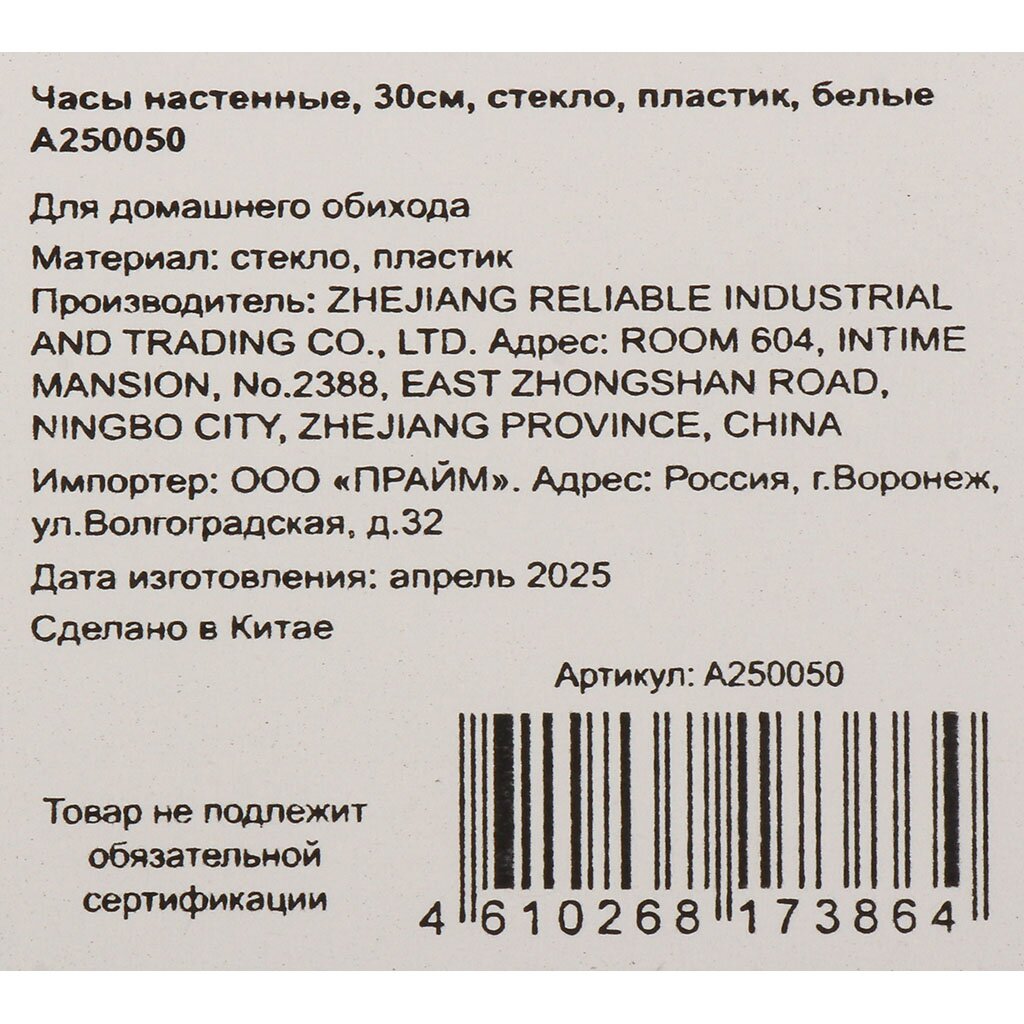 Часы настенные, 30см, стекло, пластик, белые
А250050
Для домашнего обихода
Материал: стекло, пластик
Производитель: ZHEJIANG RELIABLE INDUSTRIAL
AND TRADING CO., LTD. Адрес: ROOM 604, INTIME
MANSION, No.2388, EAST ZHONGSHAN ROAD,
NINGBO CITY, ZHEJIANG PROVINCE, CHINA
Импортер: ООО «ПРАЙМ». Адрес: Россия, г.Воронеж,
ул.Волгоградская, д.32
Дата изготовления: апрель 2025
Сделано в Китае
Артикул: А250050
Товар не подлежит
обязательной
сертификации
4 610268 173864